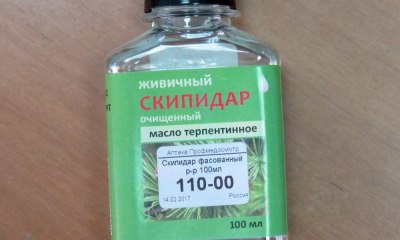 живичный
СКИПИДАР
очищенный
масло терпентинное
Аптека Профмедосмотр
Скипидар фасованный
р-р 100мл
110-00
14.02.2017 Россия
100 мл